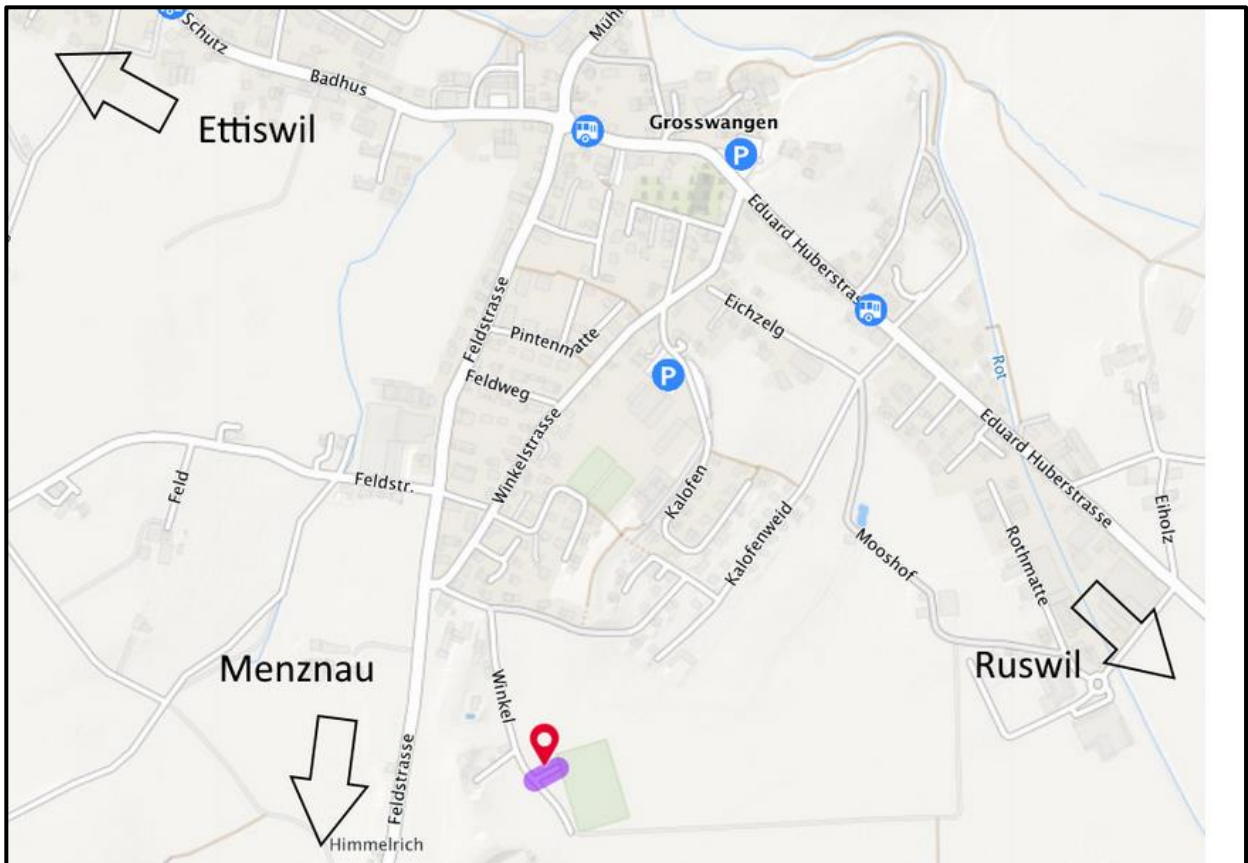 Schutz
Badhus
Mühl
Ettiswil
Grosswangen
P
Eduard Huberstrasse
Feldstrasse
Pintenmatte
Eichzelg
Feldweg
P
Winkelstrasse
Rot
Feld
Feldstr.
Kalofen
Kalofenweid
Eduard Huberstrasse
Eiholz
Mooshof
Rothmatte
Menznau
Winkel
Ruswil
Feldstrasse
Himmelrich